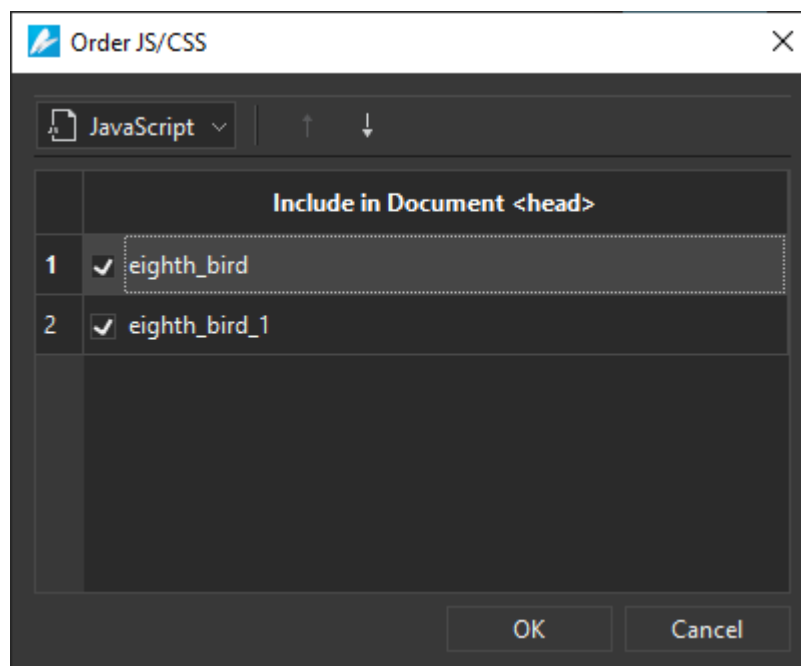 Order JS/CSS
JavaScript
Include in Document <head>
1 eighth_bird
2 eighth_bird_1
OK Cancel